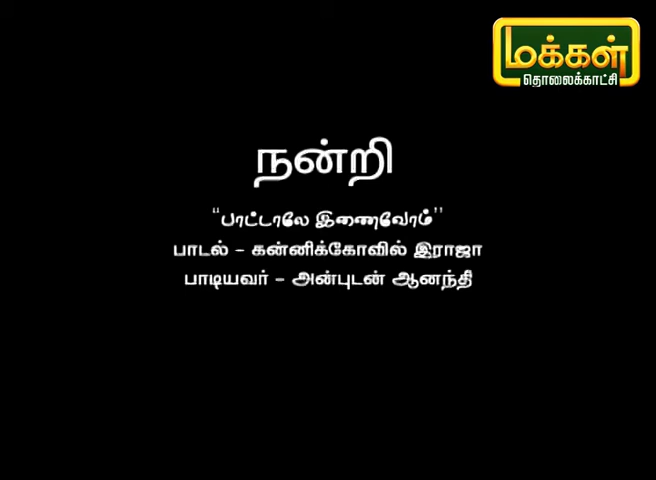 மக்கள்
தொலைக்காட்சி
நன்றி
“பாட்டாலே இணைவோம்”
பாடல் – கன்னிக்கோவில் இராஜா
பாடியவர் – அன்புடன் ஆனந்தி